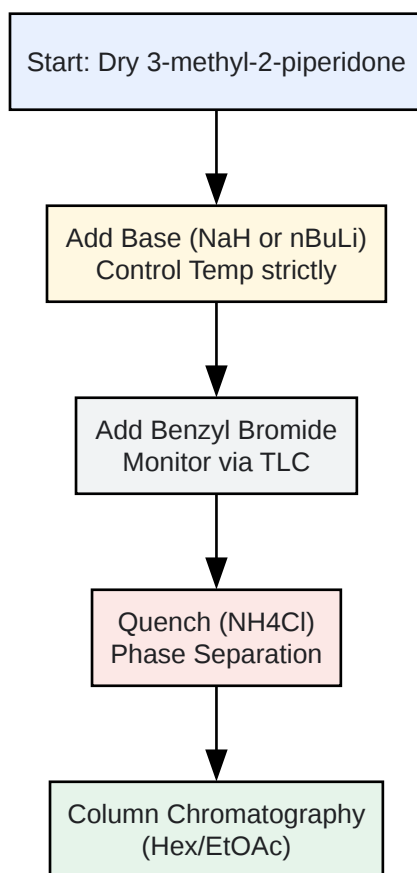 Start: Dry 3-methyl-2-piperidone
Add Base (NaH or nBuLi)
Control Temp strictly
Add Benzyl Bromide
Monitor via TLC
Quench (NH4Cl)
Phase Separation
Column Chromatography
(Hex/EtOAc)